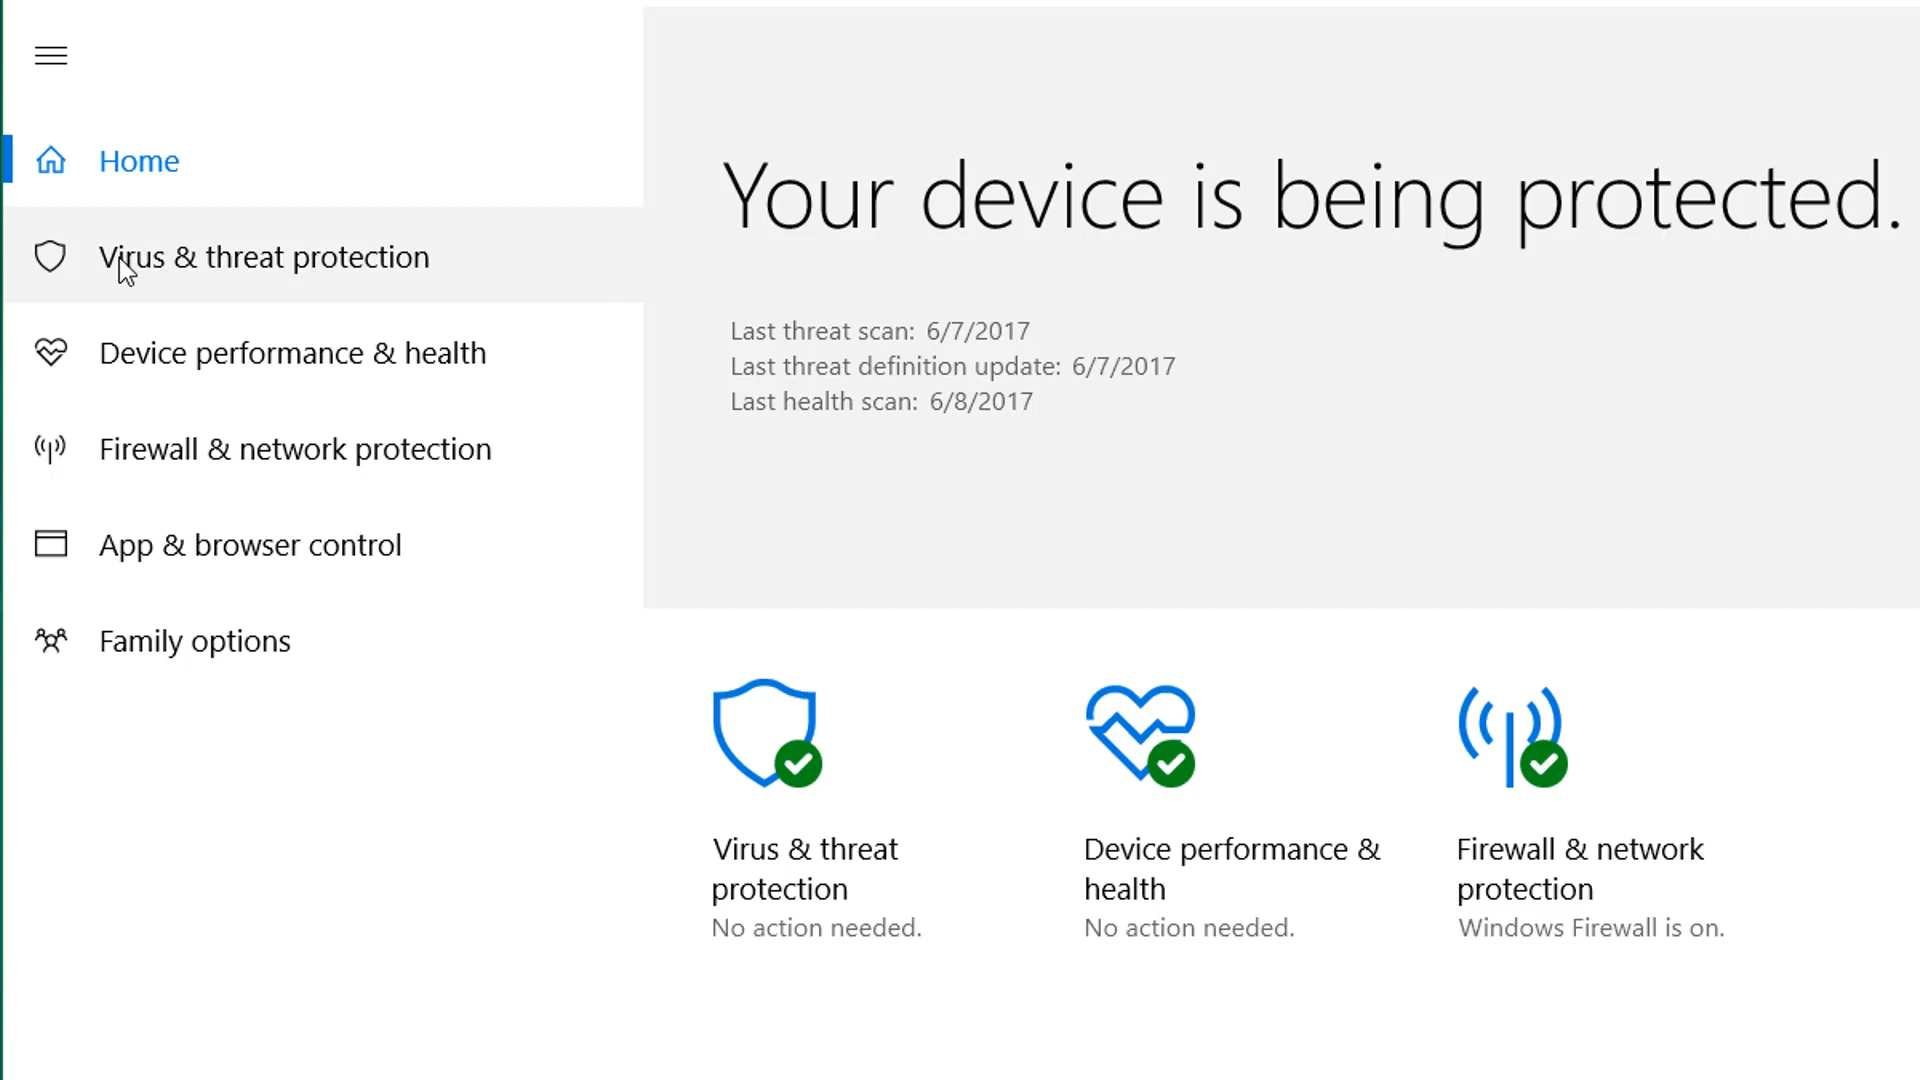 Home
Virus & threat protection
Device performance & health
Firewall & network protection
App & browser control
Family options
Your device is being protected.
Last threat scan: 6/7/2017
Last threat definition update: 6/7/2017
Last health scan: 6/8/2017
Virus & threat
protection
No action needed.
Device performance &
health
No action needed.
Firewall & network
protection
Windows Firewall is on.